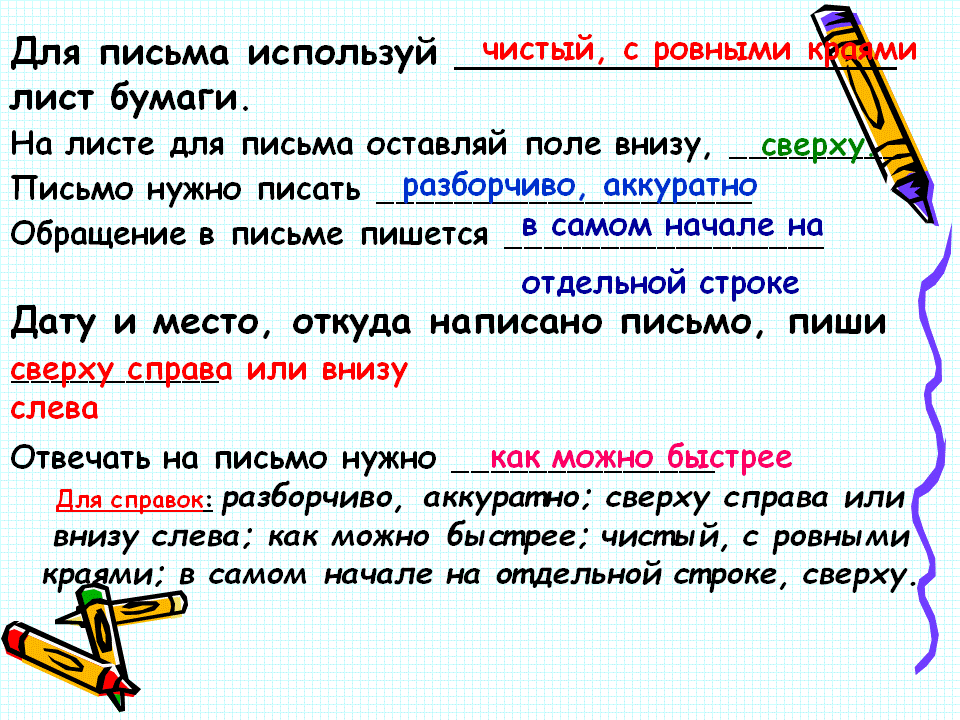 Для письма используй чистый, с ровными краями
лист бумаги.
На листе для письма оставляй поле внизу, сверху.
Письмо нужно писать разборчиво, аккуратно
Обращение в письме пишется в самом начале на
отдельной строке
Дату и место, откуда написано письмо, пиши
сверху справа или внизу
слева
Отвечать на письмо нужно как можно быстрее
Для справок: разборчиво, аккуратно; сверху справа или
внизу слева; как можно быстрее; чистый, с ровными
краями; в самом начале на отдельной строке, сверху.